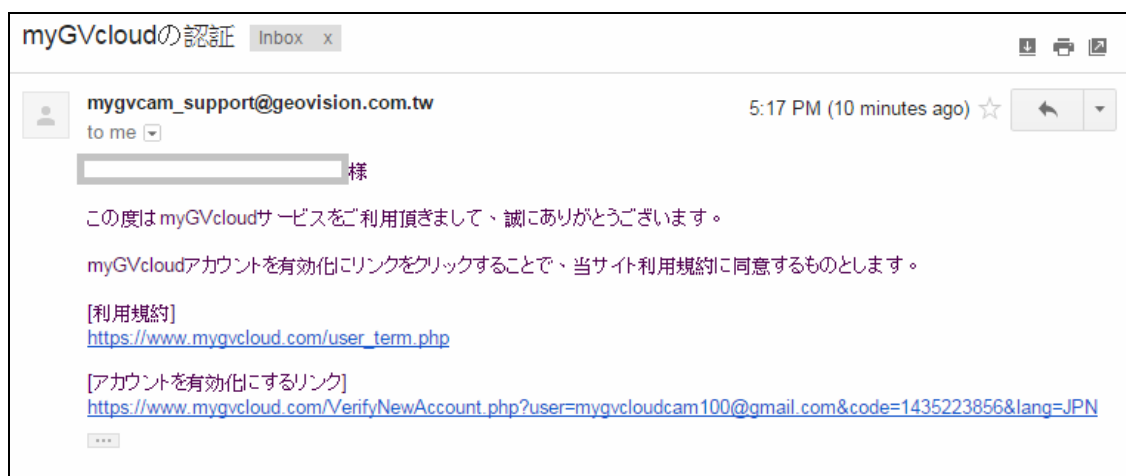 myGVcloudの認証 Inbox x
mygvcam_support@geovision.com.tw 5:17 PM (10 minutes ago)
to me
様
この度は myGVcloudサービスをご利用頂きまして、誠にありがとうございます。
myGVcloudアカウントを有効化にリンクをクリックすることで、当サイト利用規約に同意するものとします。
[利用規約]
https://www.mygvcloud.com/user_term.php
[アカウントを有効化にするリンク]
https://www.mygvcloud.com/VerifyNewAccount.php?user=mygvcloudcam100@gmail.com&code=1435223856&lang=JPN